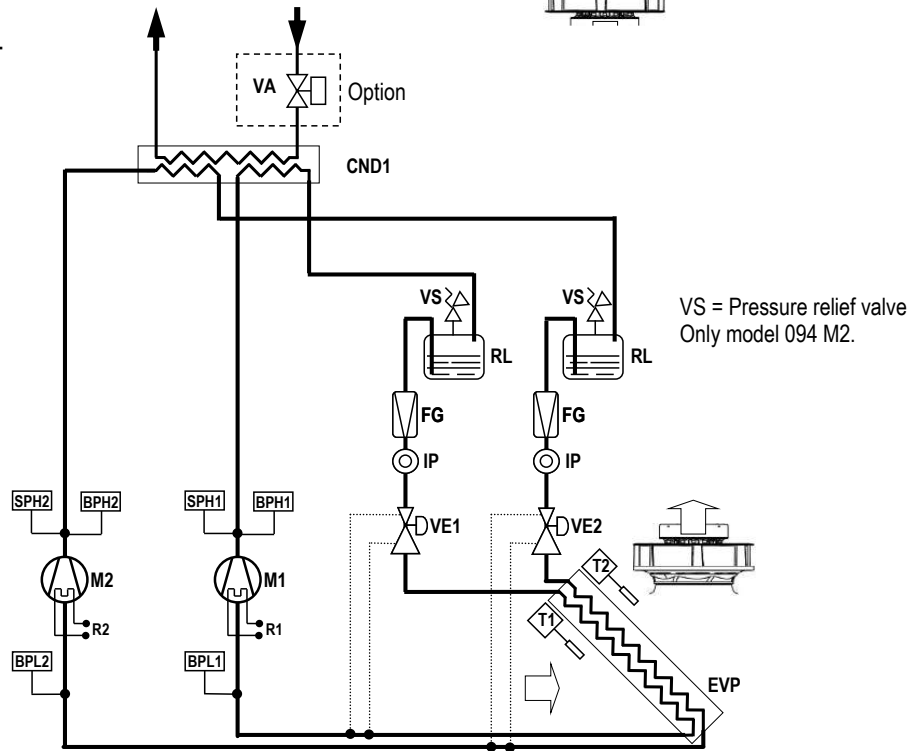 VA
Option
CND1
VS
VS
VS = Pressure relief valve
Only model 094 M2.
RL
RL
FG
FG
IP
IP
SPH2
BPH2
SPH1
BPH1
VE1
VE2
M2
M1
T2
T1
R2
R1
BPL2
BPL1
EVP